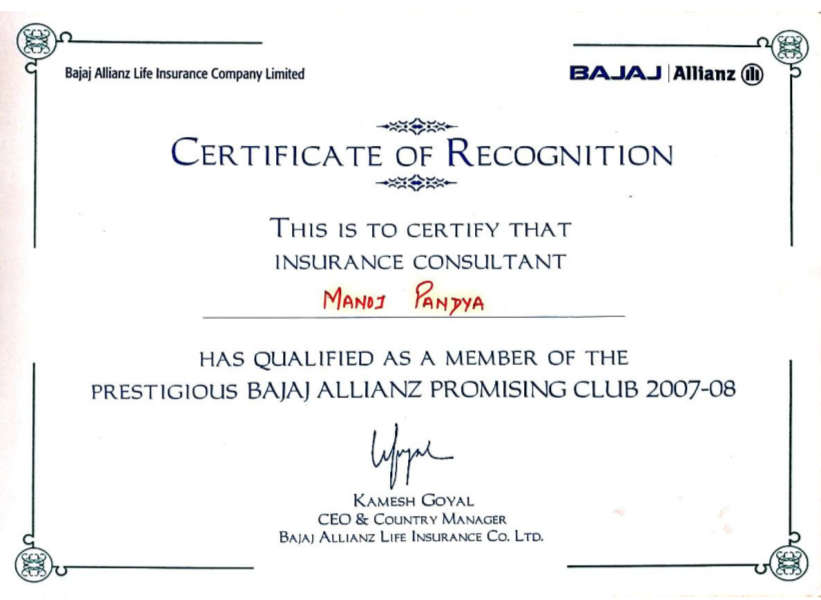 Bajaj Allianz Life Insurance Company Limited
BAJAJ Allianz
CERTIFICATE OF RECOGNITION
THIS IS TO CERTIFY THAT
INSURANCE CONSULTANT
MANOJ PANDYA
HAS QUALIFIED AS A MEMBER OF THE
PRESTIGIOUS BAJAJ ALLIANZ PROMISING CLUB 2007-08
KAMESH GOYAL
CEO & COUNTRY MANAGER
BAJAJ ALLIANZ LIFE INSURANCE CO. LTD.